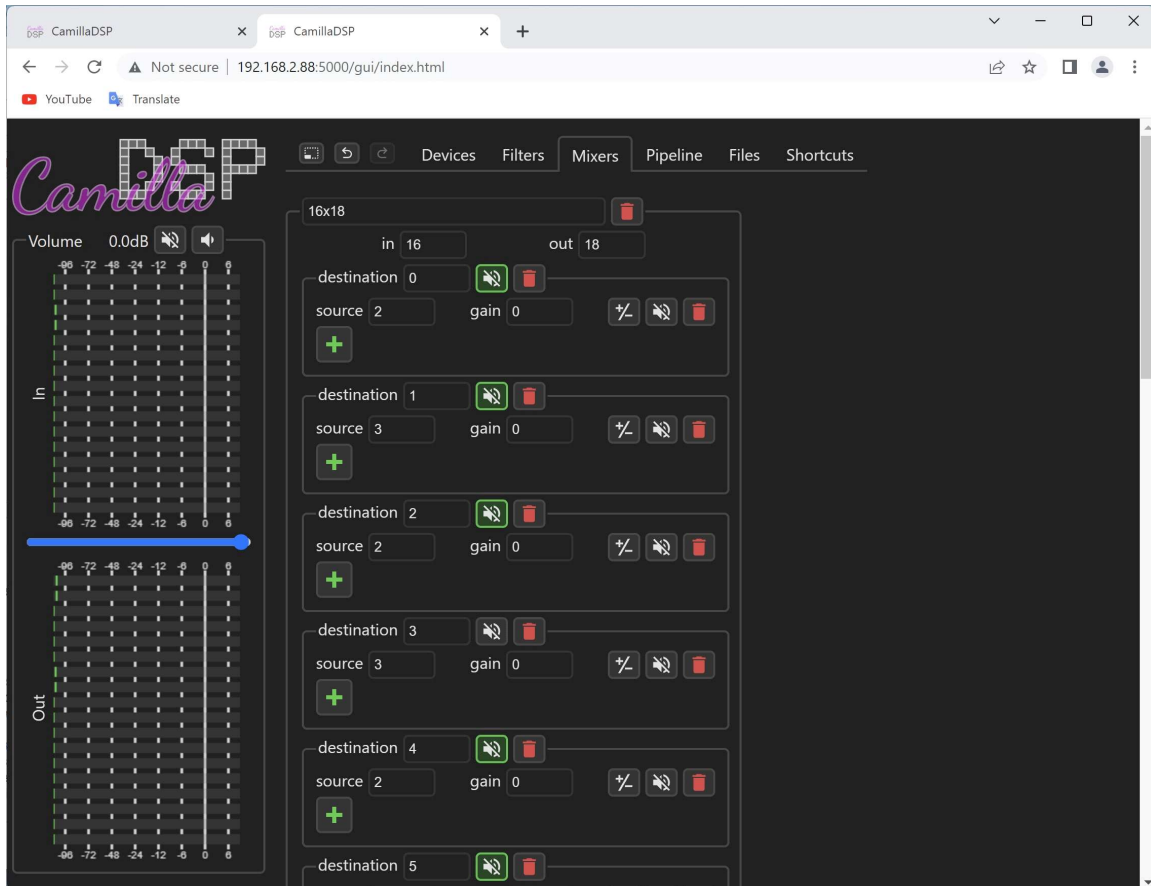 CamillaDSP
CamillaDSP
Not secure | 192.168.2.88:5000/gui/index.html
YouTube
Translate
Camilla DSP
Devices Filters Mixers Pipeline Files Shortcuts
Volume 0.0dB
-96 -72 -48 -24 -12 -6 0 6
In
-96 -72 -48 -24 -12 -6 0 6
-96 -72 -48 -24 -12 -6 0 6
Out
-96 -72 -48 -24 -12 -6 0 6
16x18
in 16 out 18
destination 0
source 2 gain 0
destination 1
source 3 gain 0
destination 2
source 2 gain 0
destination 3
source 3 gain 0
destination 4
source 2 gain 0
destination 5